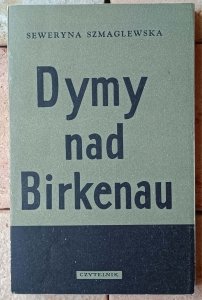 SEWERYNA SZMAGLEWSKA
Dymy
nad
Birkenau
CZYTELNIK